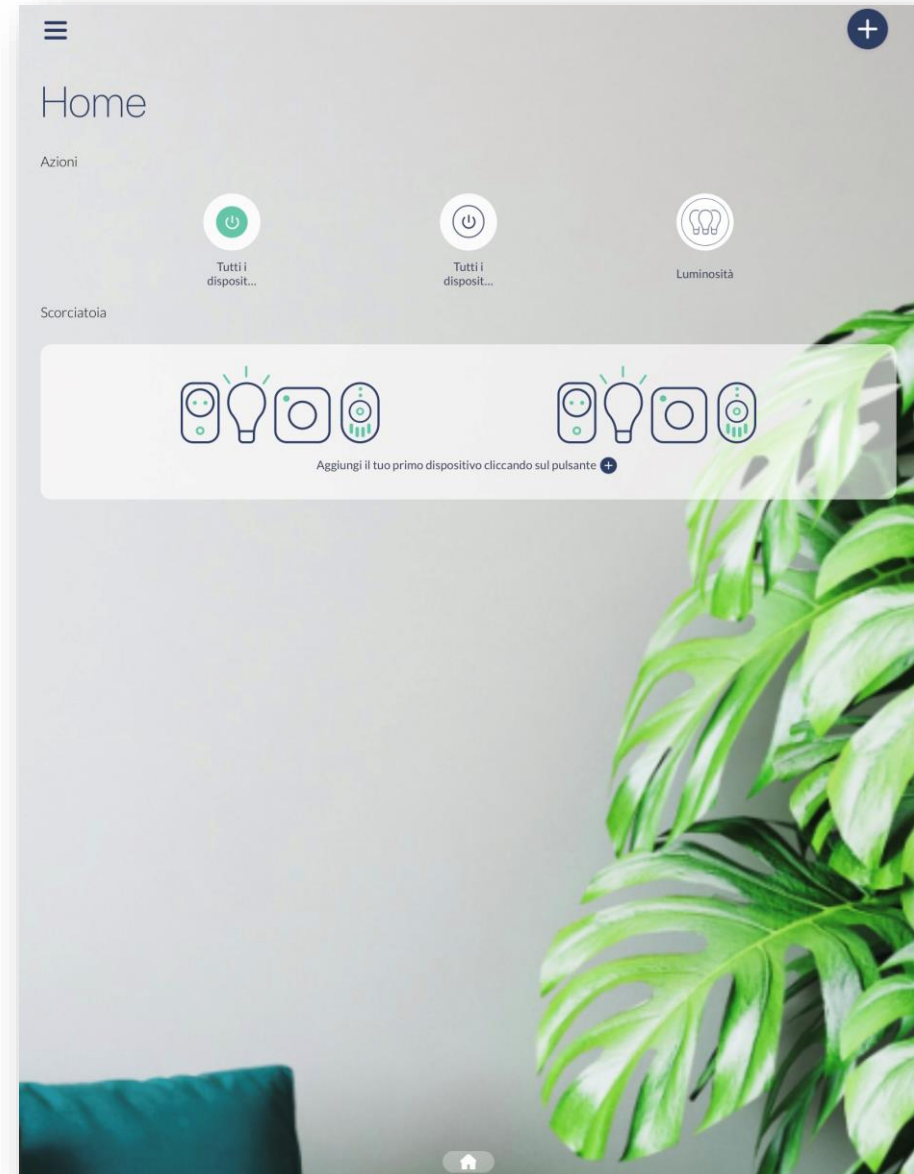 Home
Azioni
Tutti i
disposit...
Tutti i
disposit...
Luminosità
Scorciatoia
Aggiungi il tuo primo dispositivo cliccando sul pulsante